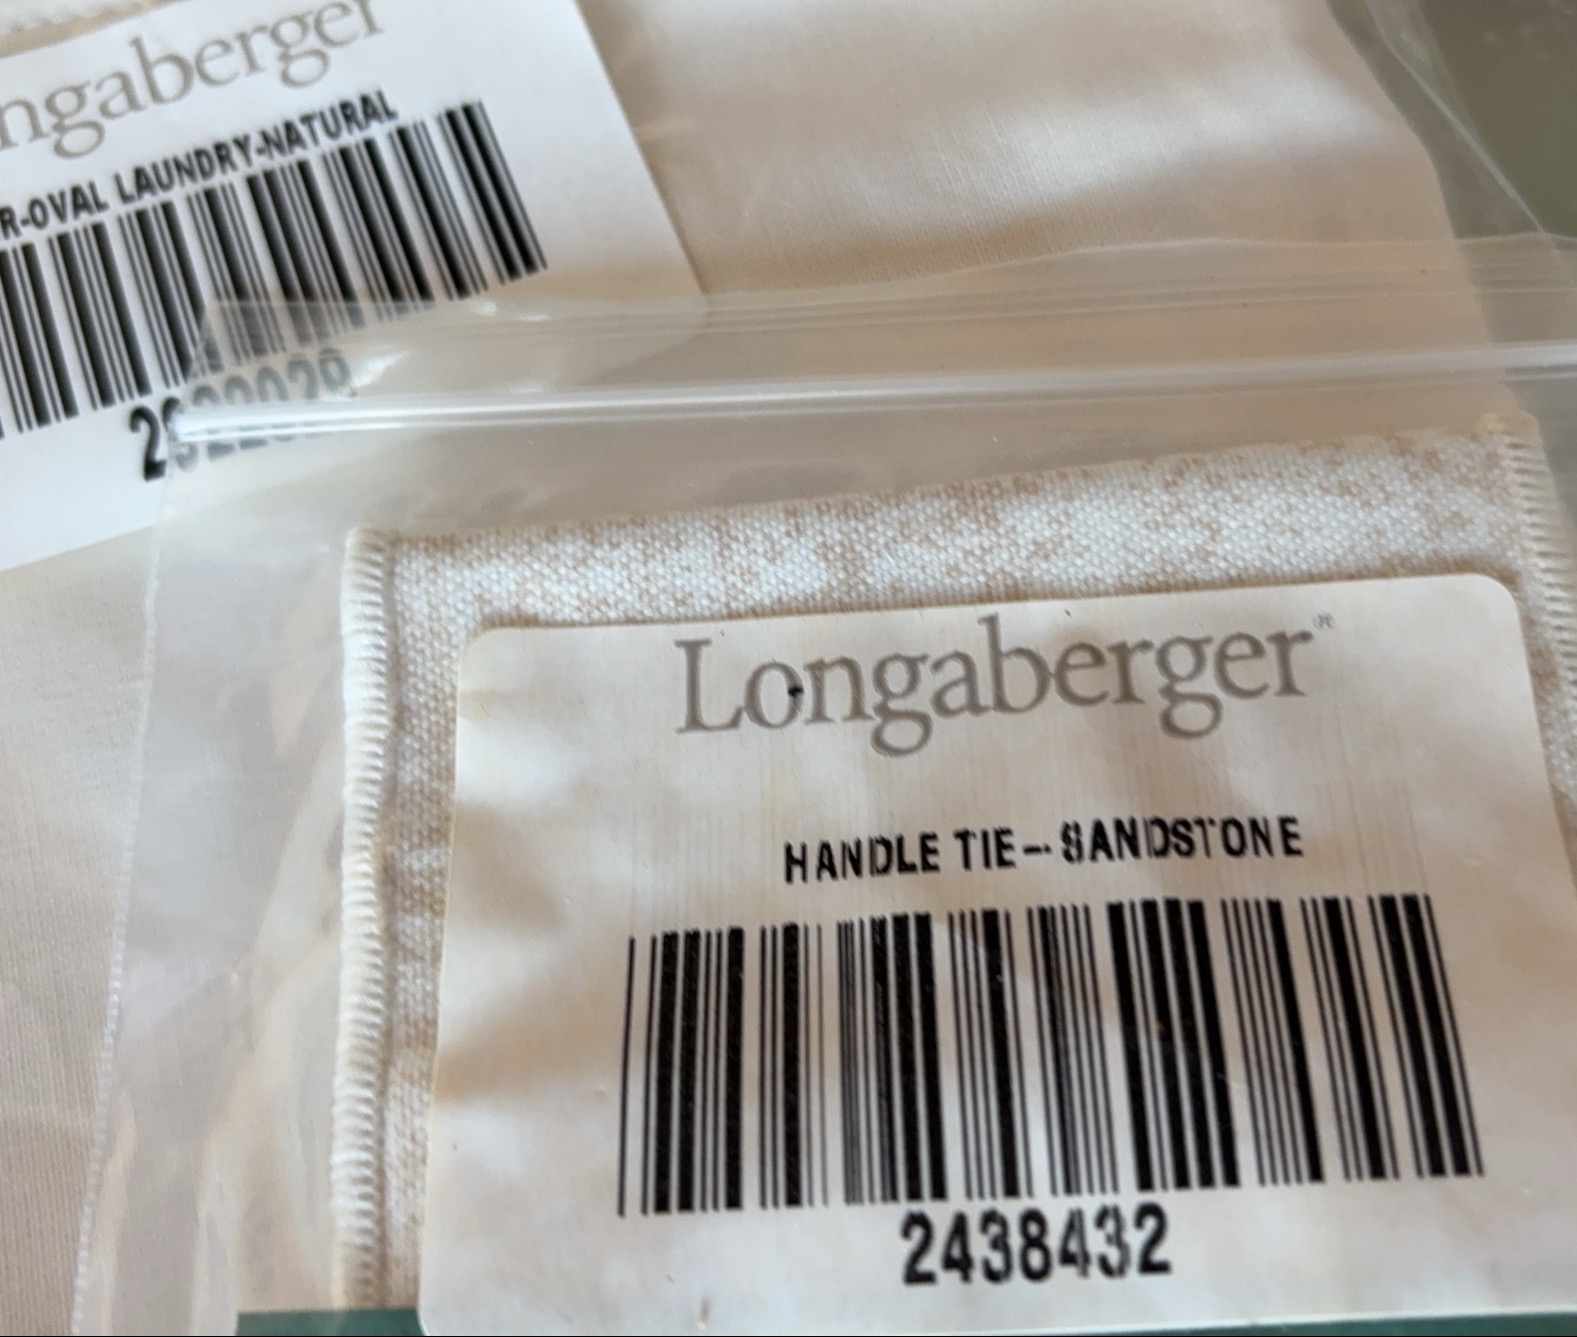 ngaberger
R-OVAL LAUNDRY-NATURAL
Longaberger®
HANDLE TIE-- SANDSTONE
2438432